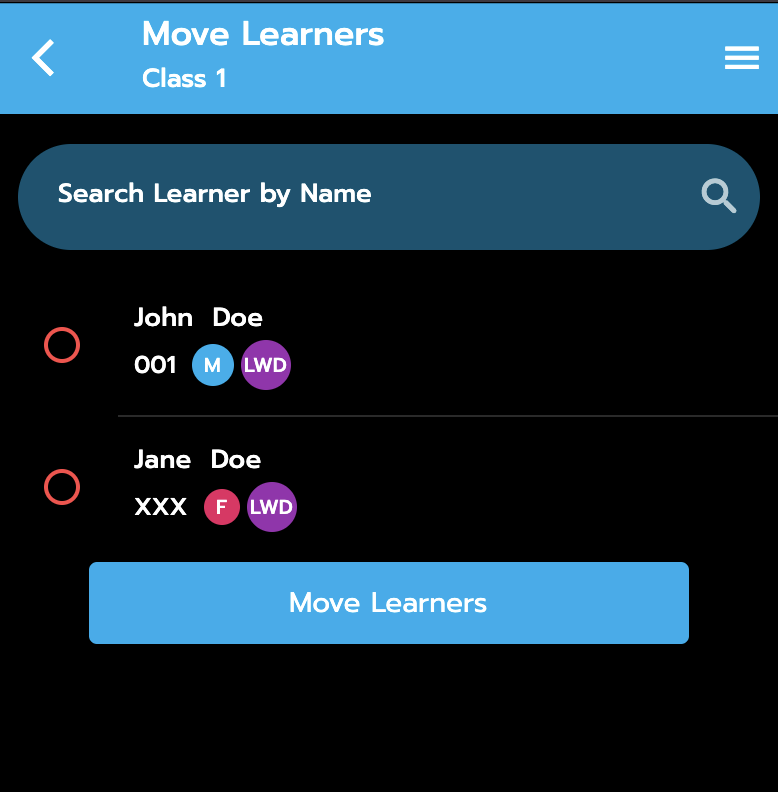 Move Learners
Class 1
Search Learner by Name
John Doe
001 M LWD
Jane Doe
XXX F LWD
Move Learners